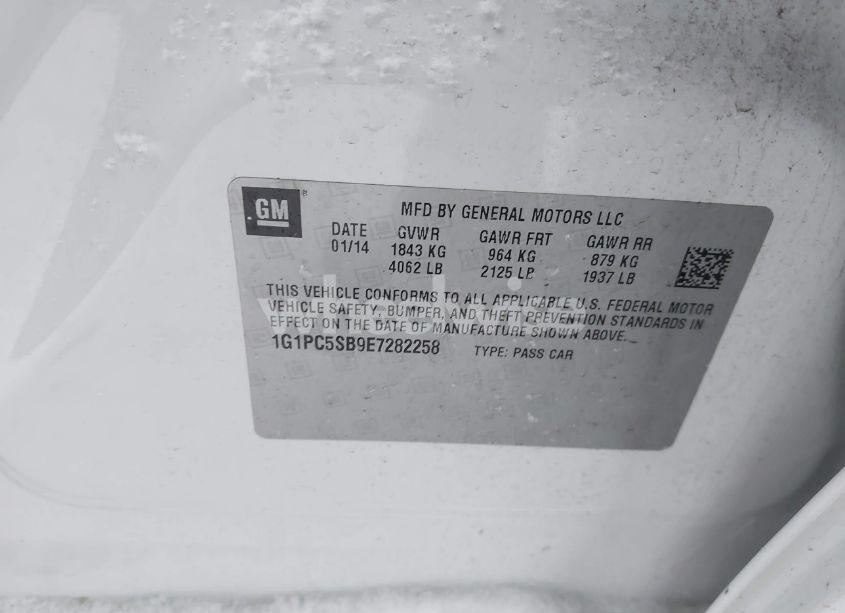 GM
MFD BY GENERAL MOTORS LLC
DATE GVWR GAWR FRT GAWR RR
01/14 1843 KG 964 KG 879 KG
4062 LB 2125 LB 1937 LB
THIS VEHICLE CONFORMS TO ALL APPLICABLE U.S. FEDERAL MOTOR
VEHICLE SAFETY, BUMPER, AND THEFT PREVENTION STANDARDS IN
EFFECT ON THE DATE OF MANUFACTURE SHOWN ABOVE.
1G1PC5SB9E7282258 TYPE: PASS CAR